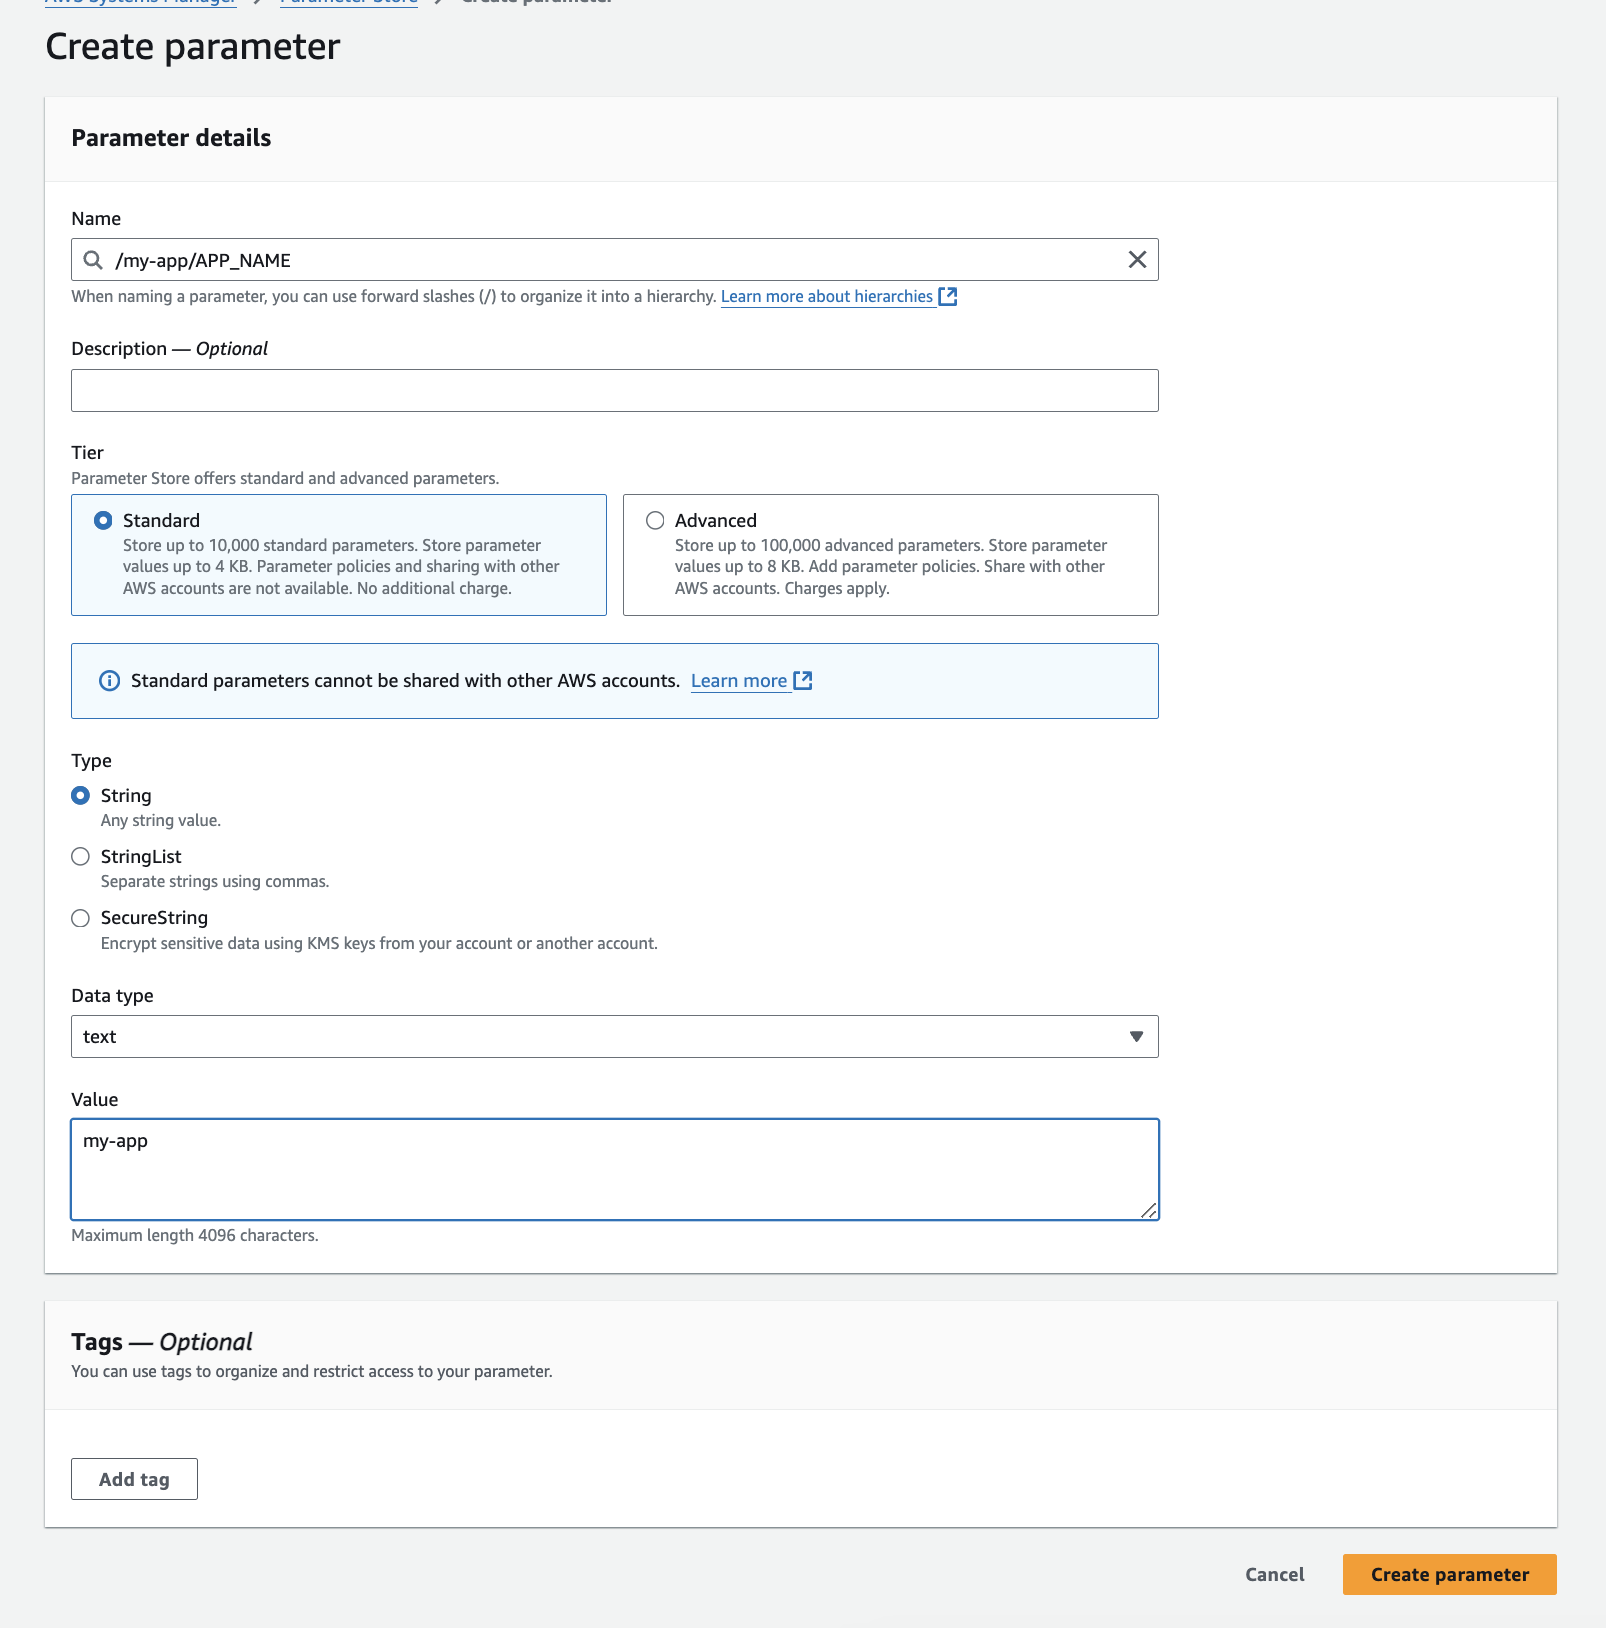 AWS Systems Manager > Parameter Store > Create parameter
Create parameter
Parameter details
Name
/my-app/APP_NAME
When naming a parameter, you can use forward slashes (/) to organize it into a hierarchy. Learn more about hierarchies
Description — Optional
Tier
Parameter Store offers standard and advanced parameters.
Standard
Store up to 10,000 standard parameters. Store parameter
values up to 4 KB. Parameter policies and sharing with other
AWS accounts are not available. No additional charge.
Advanced
Store up to 100,000 advanced parameters. Store parameter
values up to 8 KB. Add parameter policies. Share with other
AWS accounts. Charges apply.
Standard parameters cannot be shared with other AWS accounts. Learn more
Type
String
Any string value.
StringList
Separate strings using commas.
SecureString
Encrypt sensitive data using KMS keys from your account or another account.
Data type
text
Value
my-app
Maximum length 4096 characters.
Tags — Optional
You can use tags to organize and restrict access to your parameter.
Add tag
Cancel
Create parameter